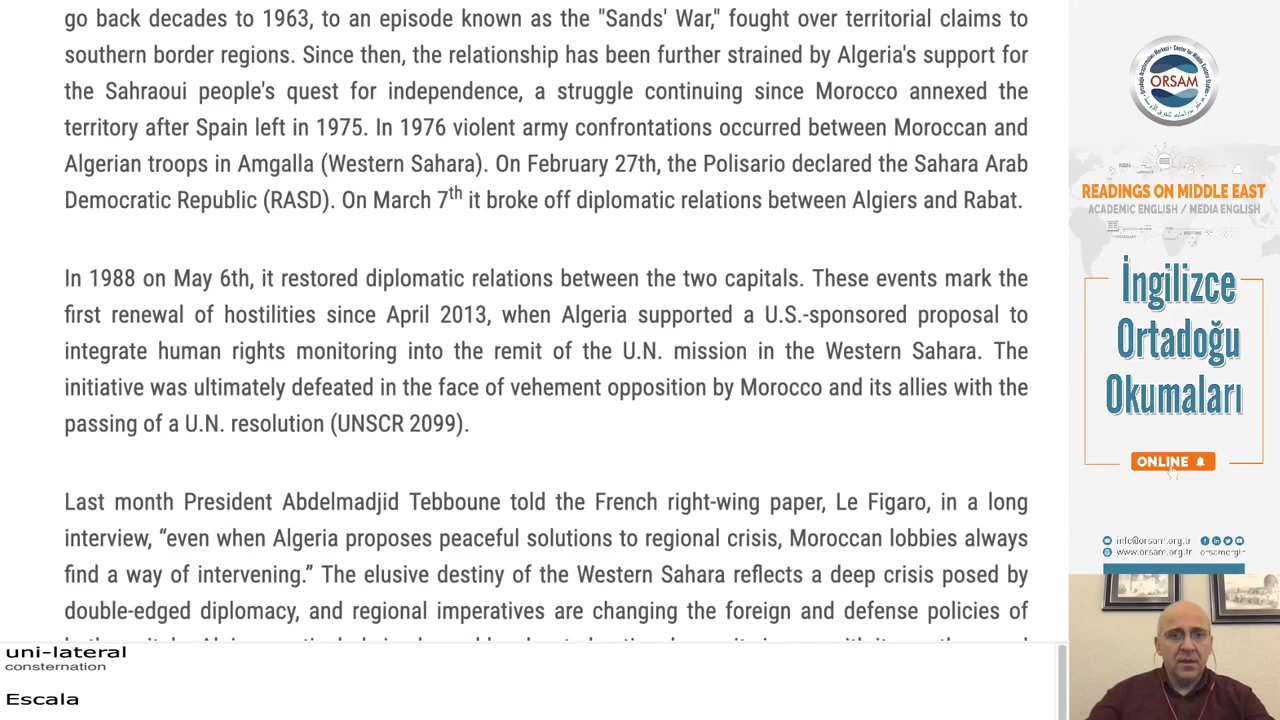 go back decades to 1963, to an episode known as the "Sands' War," fought over territorial claims to
southern border regions. Since then, the relationship has been further strained by Algeria's support for
the Sahraoui people's quest for independence, a struggle continuing since Morocco annexed the
territory after Spain left in 1975. In 1976 violent army confrontations occurred between Moroccan and
Algerian troops in Amgalla (Western Sahara). On February 27th, the Polisario declared the Sahara Arab
Democratic Republic (RASD). On March 7th it broke off diplomatic relations between Algiers and Rabat.
In 1988 on May 6th, it restored diplomatic relations between the two capitals. These events mark the
first renewal of hostilities since April 2013, when Algeria supported a U.S.-sponsored proposal to
integrate human rights monitoring into the remit of the U.N. mission in the Western Sahara. The
initiative was ultimately defeated in the face of vehement opposition by Morocco and its allies with the
passing of a U.N. resolution (UNSCR 2099).
Last month President Abdelmadjid Tebboune told the French right-wing paper, Le Figaro, in a long
interview, “even when Algeria proposes peaceful solutions to regional crisis, Moroccan lobbies always
find a way of intervening.” The elusive destiny of the Western Sahara reflects a deep crisis posed by
double-edged diplomacy, and regional imperatives are changing the foreign and defense policies of
uni-lateral
consternation
Escala
ORSAM
READINGS ON MIDDLE EAST
ACADEMIC ENGLISH / MEDIA ENGLISH
İngilizce
Ortadoğu
Okumaları
ONLINE
info@orsam.org.tr
www.orsam.org.tr orsamorgtr